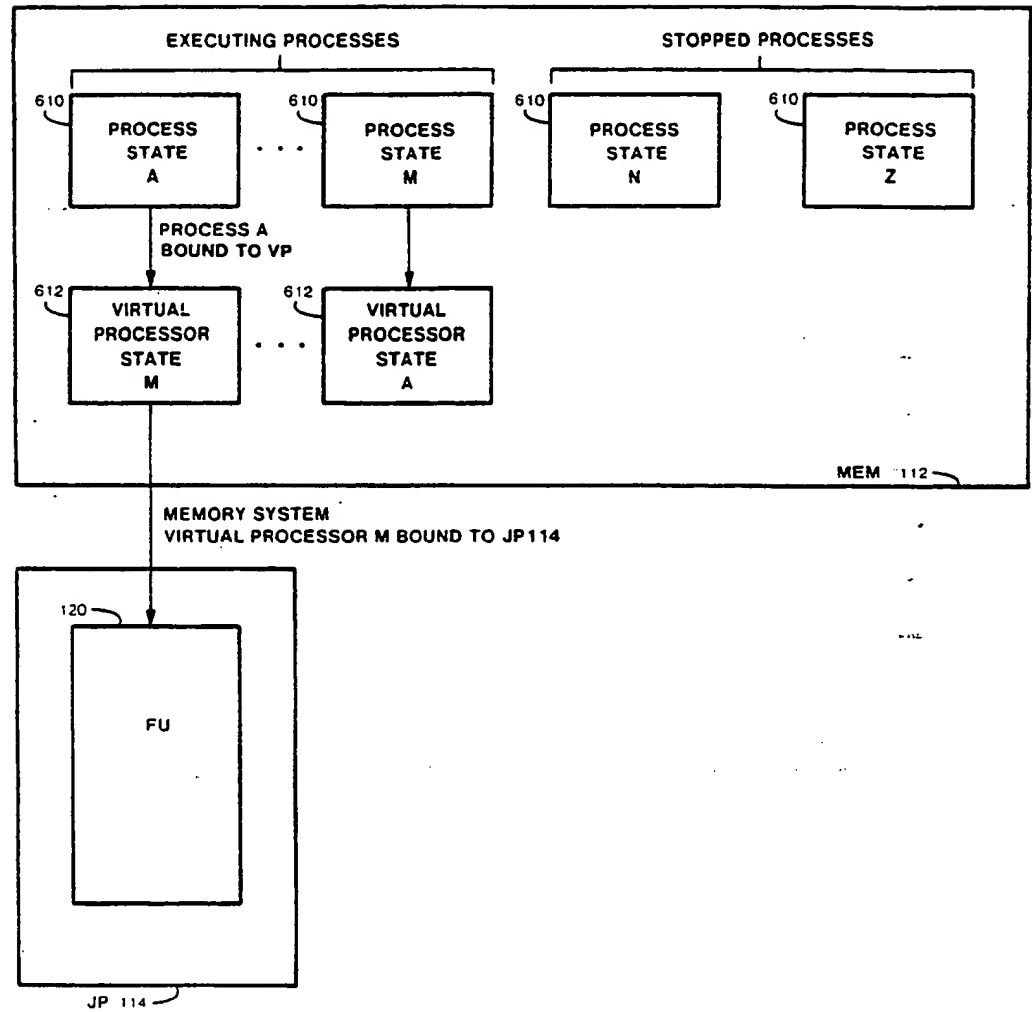 EXECUTING PROCESSES
STOPPED PROCESSES
610
PROCESS
STATE
A
. . .
610
PROCESS
STATE
M
610
PROCESS
STATE
N
610
PROCESS
STATE
Z
PROCESS A
BOUND TO VP
612
VIRTUAL
PROCESSOR
STATE
M
. . .
612
VIRTUAL
PROCESSOR
STATE
A
MEM 112
MEMORY SYSTEM
VIRTUAL PROCESSOR M BOUND TO JP114
120
FU
JP 114